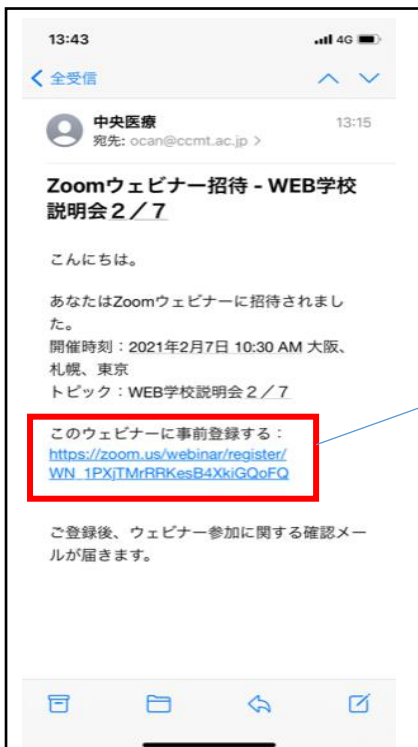 13:43
4G
全受信
中央医療
13:15
宛先: ocan@ccmt.ac.jp >
Zoomウェビナー招待 - WEB学校
説明会２／７
こんにちは。
あなたはZoomウェビナーに招待されまし
た。
開催時刻：2021年2月7日 10:30 AM 大阪、
札幌、東京
トピック：WEB学校説明会２／７
このウェビナーに事前登録する：
https://zoom.us/webinar/register/
WN_1PXjTMrRRKesB4XkiGQoFQ
ご登録後、ウェビナー参加に関する確認メー
ルが届きます。